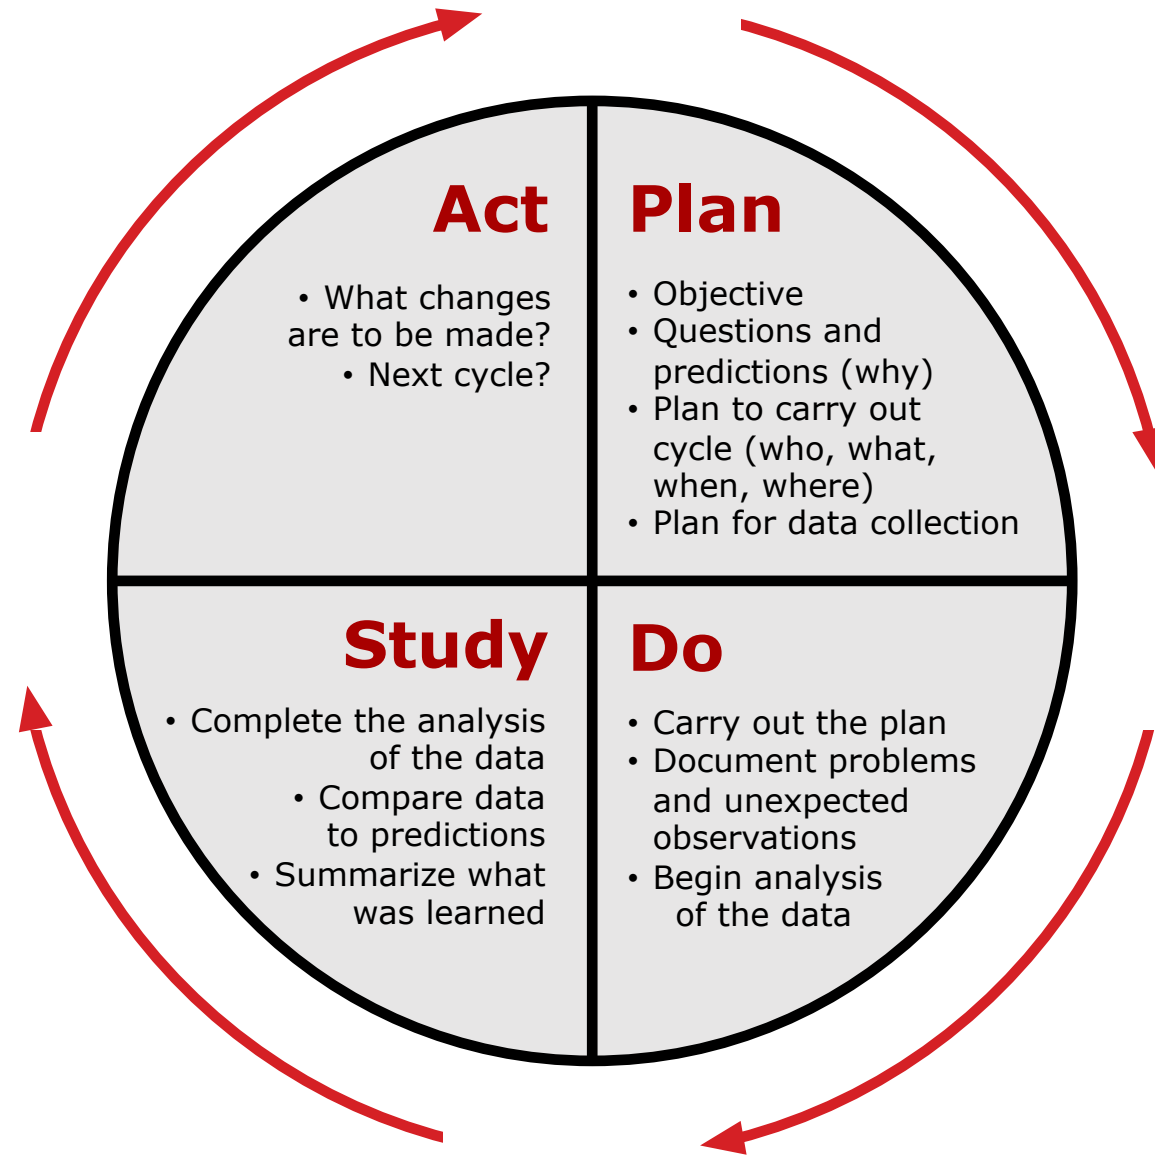 Act
• What changes
are to be made?
• Next cycle?
Plan
• Objective
• Questions and
predictions (why)
• Plan to carry out
cycle (who, what,
when, where)
• Plan for data collection
Study
• Complete the analysis
of the data
• Compare data
to predictions
• Summarize what
was learned
Do
• Carry out the plan
• Document problems
and unexpected
observations
• Begin analysis
of the data